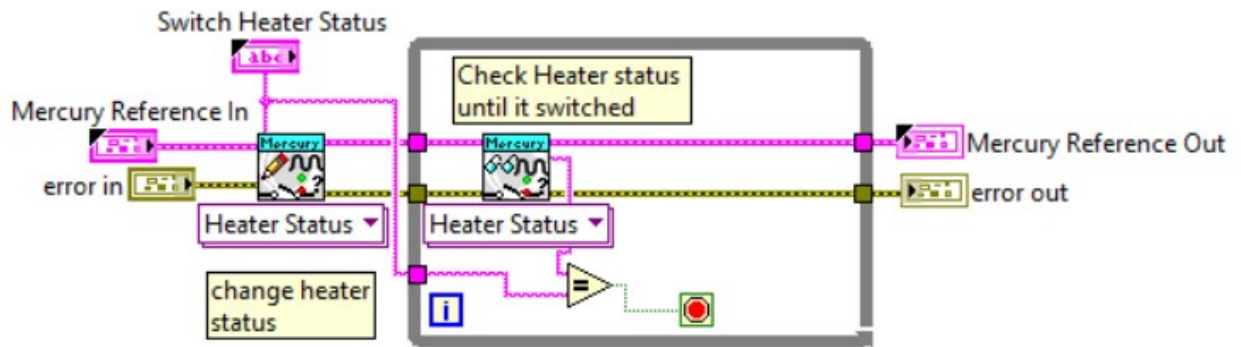 Switch Heater Status
abc
Check Heater status
until it switched
Mercury Reference In
Mercury
Mercury
Mercury Reference Out
?
?
error in
error out
Heater Status
Heater Status
change heater
status
=
i